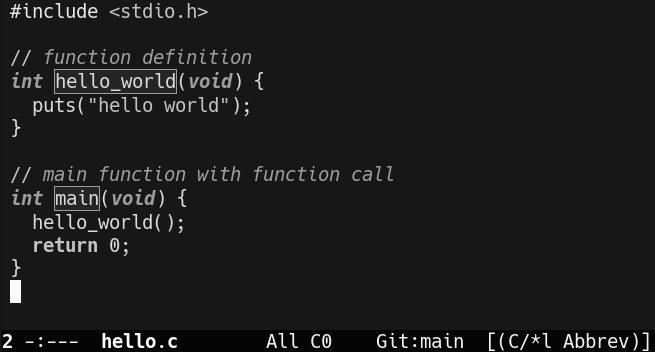 #include <stdio.h>

// function definition
int hello_world(void) {
  puts("hello world");
}

// main function with function call
int main(void) {
  hello_world();
  return 0;
}
2 -:---  hello.c        All C0    Git:main  [(C/*l Abbrev)]